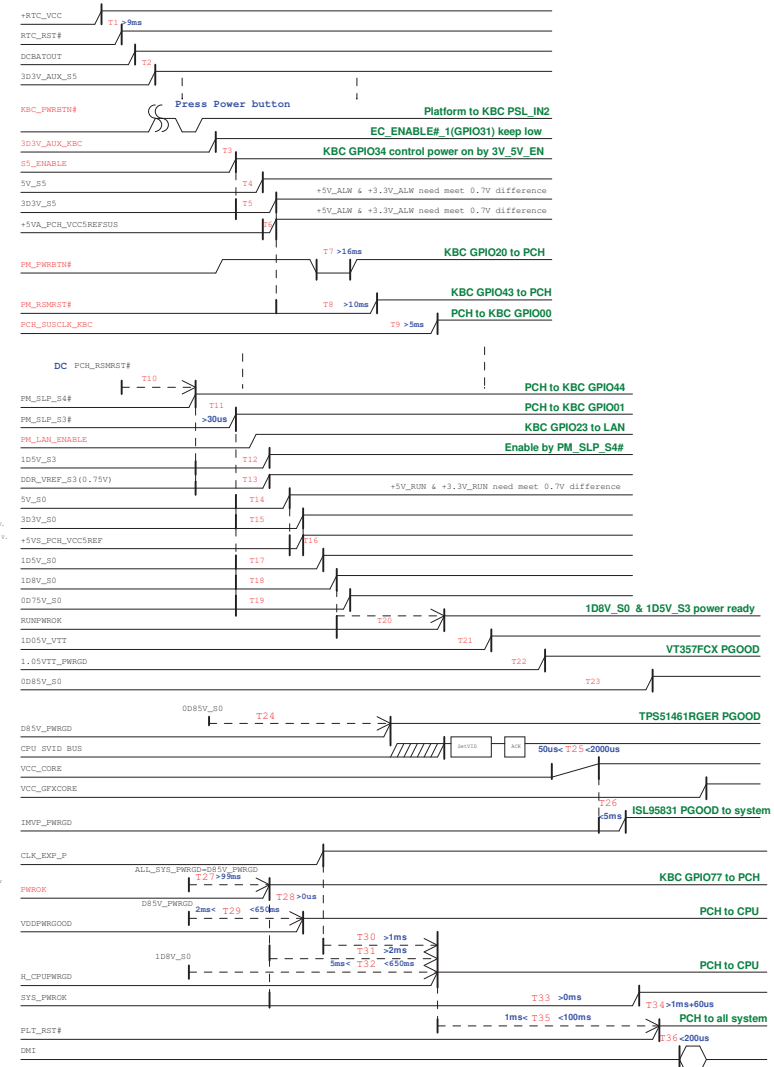 +RTC_VCC
T1 >9ms
RTC_RST#
DCBATOUT
T2
3D3V_AUX_S5
Press Power button
KBC_PWRBTN#
Platform to KBC PSL_IN2
EC_ENABLE#_1(GPIO31) keep low
3D3V_AUX_KBC
T3
KBC GPIO34 control power on by 3V_5V_EN
S5_ENABLE
5V_S5
T4
+5V_ALW & +3.3V_ALW need meet 0.7V difference
3D3V_S5
T5
+5V_ALW & +3.3V_ALW need meet 0.7V difference
+5VA_PCH_VCC5REFSUS
T6
T7 >16ms
KBC GPIO20 to PCH
PM_PWRBTN#
KBC GPIO43 to PCH
PM_RSMRST#
T8 >10ms
PCH to KBC GPIO00
PCH_SUSCLK_KBC
T9 >5ms
DC PCH_RSMRST#
T10
PCH to KBC GPIO44
PM_SLP_S4#
T11
PCH to KBC GPIO01
PM_SLP_S3#
>30us
KBC GPIO23 to LAN
PM_LAN_ENABLE
Enable by PM_SLP_S4#
1D5V_S3
T12
DDR_VREF_S3(0.75V)
T13
+5V_RUN & +3.3V_RUN need meet 0.7V difference
5V_S0
T14
3D3V_S0
T15
+5VS_PCH_VCC5REF
T16
1D5V_S0
T17
1D8V_S0
T18
0D75V_S0
T19
1D8V_S0 & 1D5V_S3 power ready
RUNPWROK
T20
1D05V_VTT
T21
VT357FCX PGOOD
1.05VTT_PWRGD
T22
0D85V_S0
T23
0D85V_S0
T24
TPS51461RGER PGOOD
D85V_PWRGD
CPU SVID BUS
SetVID
ACK
50us< T25 <2000us
VCC_CORE
VCC_GFXCORE
T26
<5ms
ISL95831 PGOOD to system
IMVP_PWRGD
CLK_EXP_P
ALL_SYS_PWRGD=D85V_PWRGD
T27 >99ms
KBC GPIO77 to PCH
PWROK
T28 >0us
D85V_PWRGD
2ms< T29 <650ms
PCH to CPU
VDDPWRGOOD
T30 >1ms
T31 >2ms
1D8V_S0
5ms< T32 <650ms
PCH to CPU
H_CPUPWRGD
SYS_PWROK
T33 >0ms
T34 >1ms+60us
1ms< T35 <100ms
PCH to all system
PLT_RST#
T36 <200us
DMI